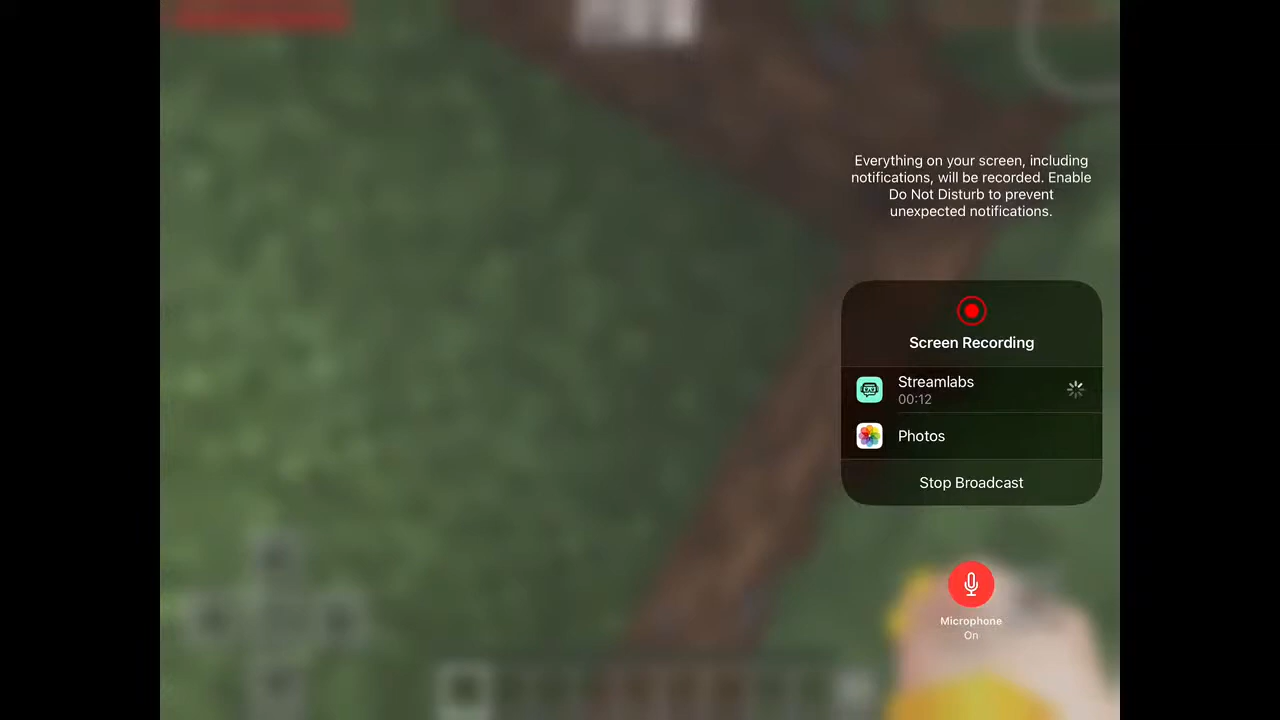 Everything on your screen, including
notifications, will be recorded. Enable
Do Not Disturb to prevent
unexpected notifications.
Screen Recording
Streamlabs
00:12
Photos
Stop Broadcast
Microphone
On